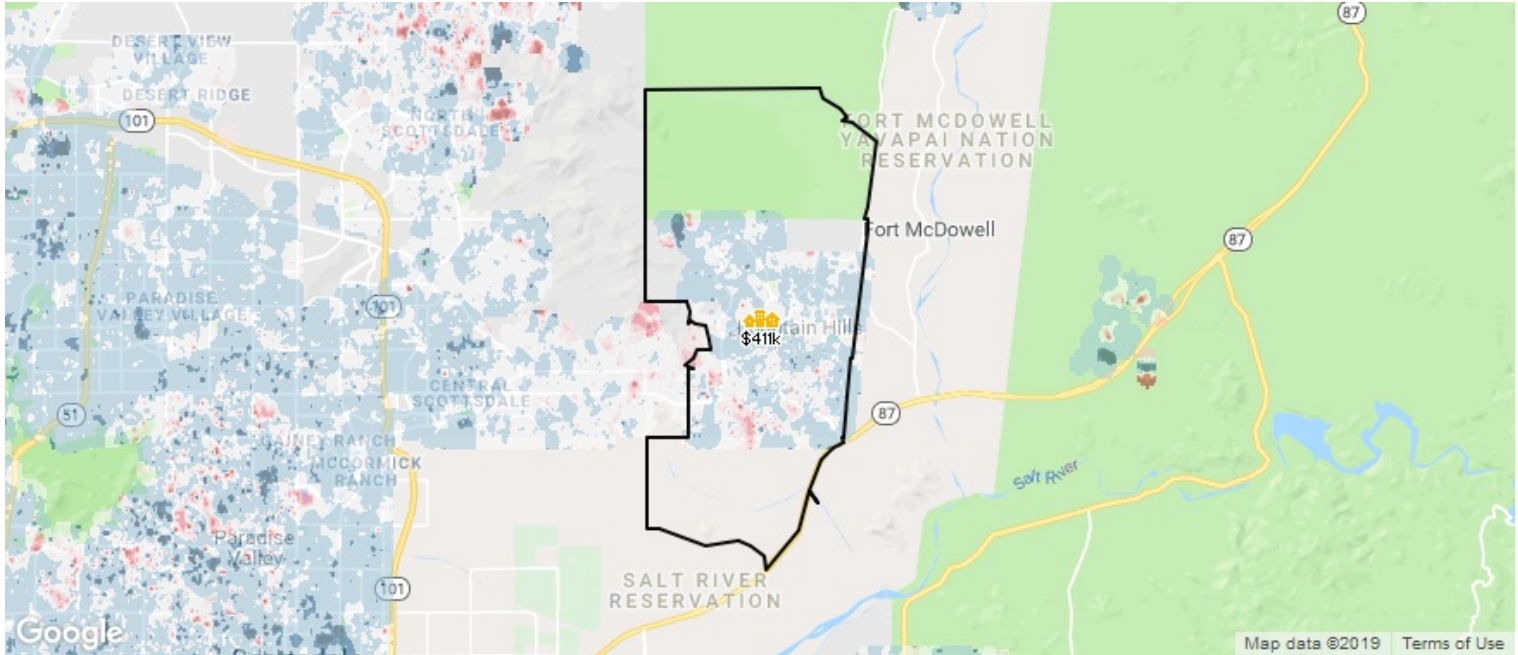 87
DESERT VIEW
VILLAGE
DESERT RIDGE
101
NORTH
SCOTTSDALE
FORT MCDOWELL
YAVAPAI NATION
RESERVATION
Fort McDowell
87
PARADISE
VALLEY VILLAGE
101
Fountain Hills
$411k
CENTRAL
SCOTTSDALE
51
87
GAINEY RANCH
MCCORMICK
RANCH
Salt River
Paradise
Valley
101
SALT RIVER
RESERVATION
Google
Map data ©2019
Terms of Use